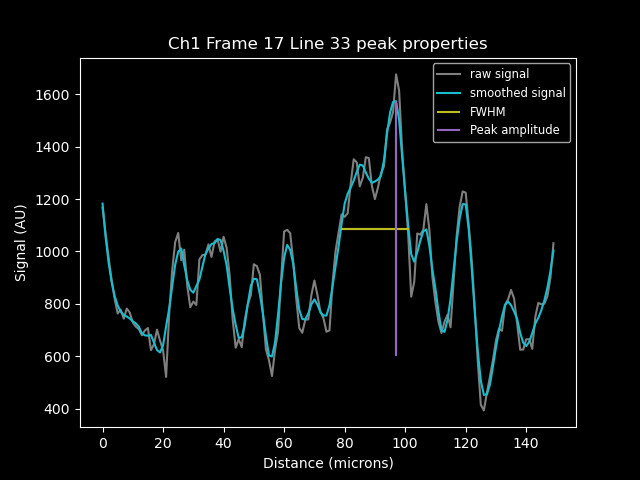 Ch1 Frame 17 Line 33 peak properties
raw signal
smoothed signal
FWHM
Peak amplitude
Signal (AU)
1600
1400
1200
1000
800
600
400
0 20 40 60 80 100 120 140
Distance (microns)